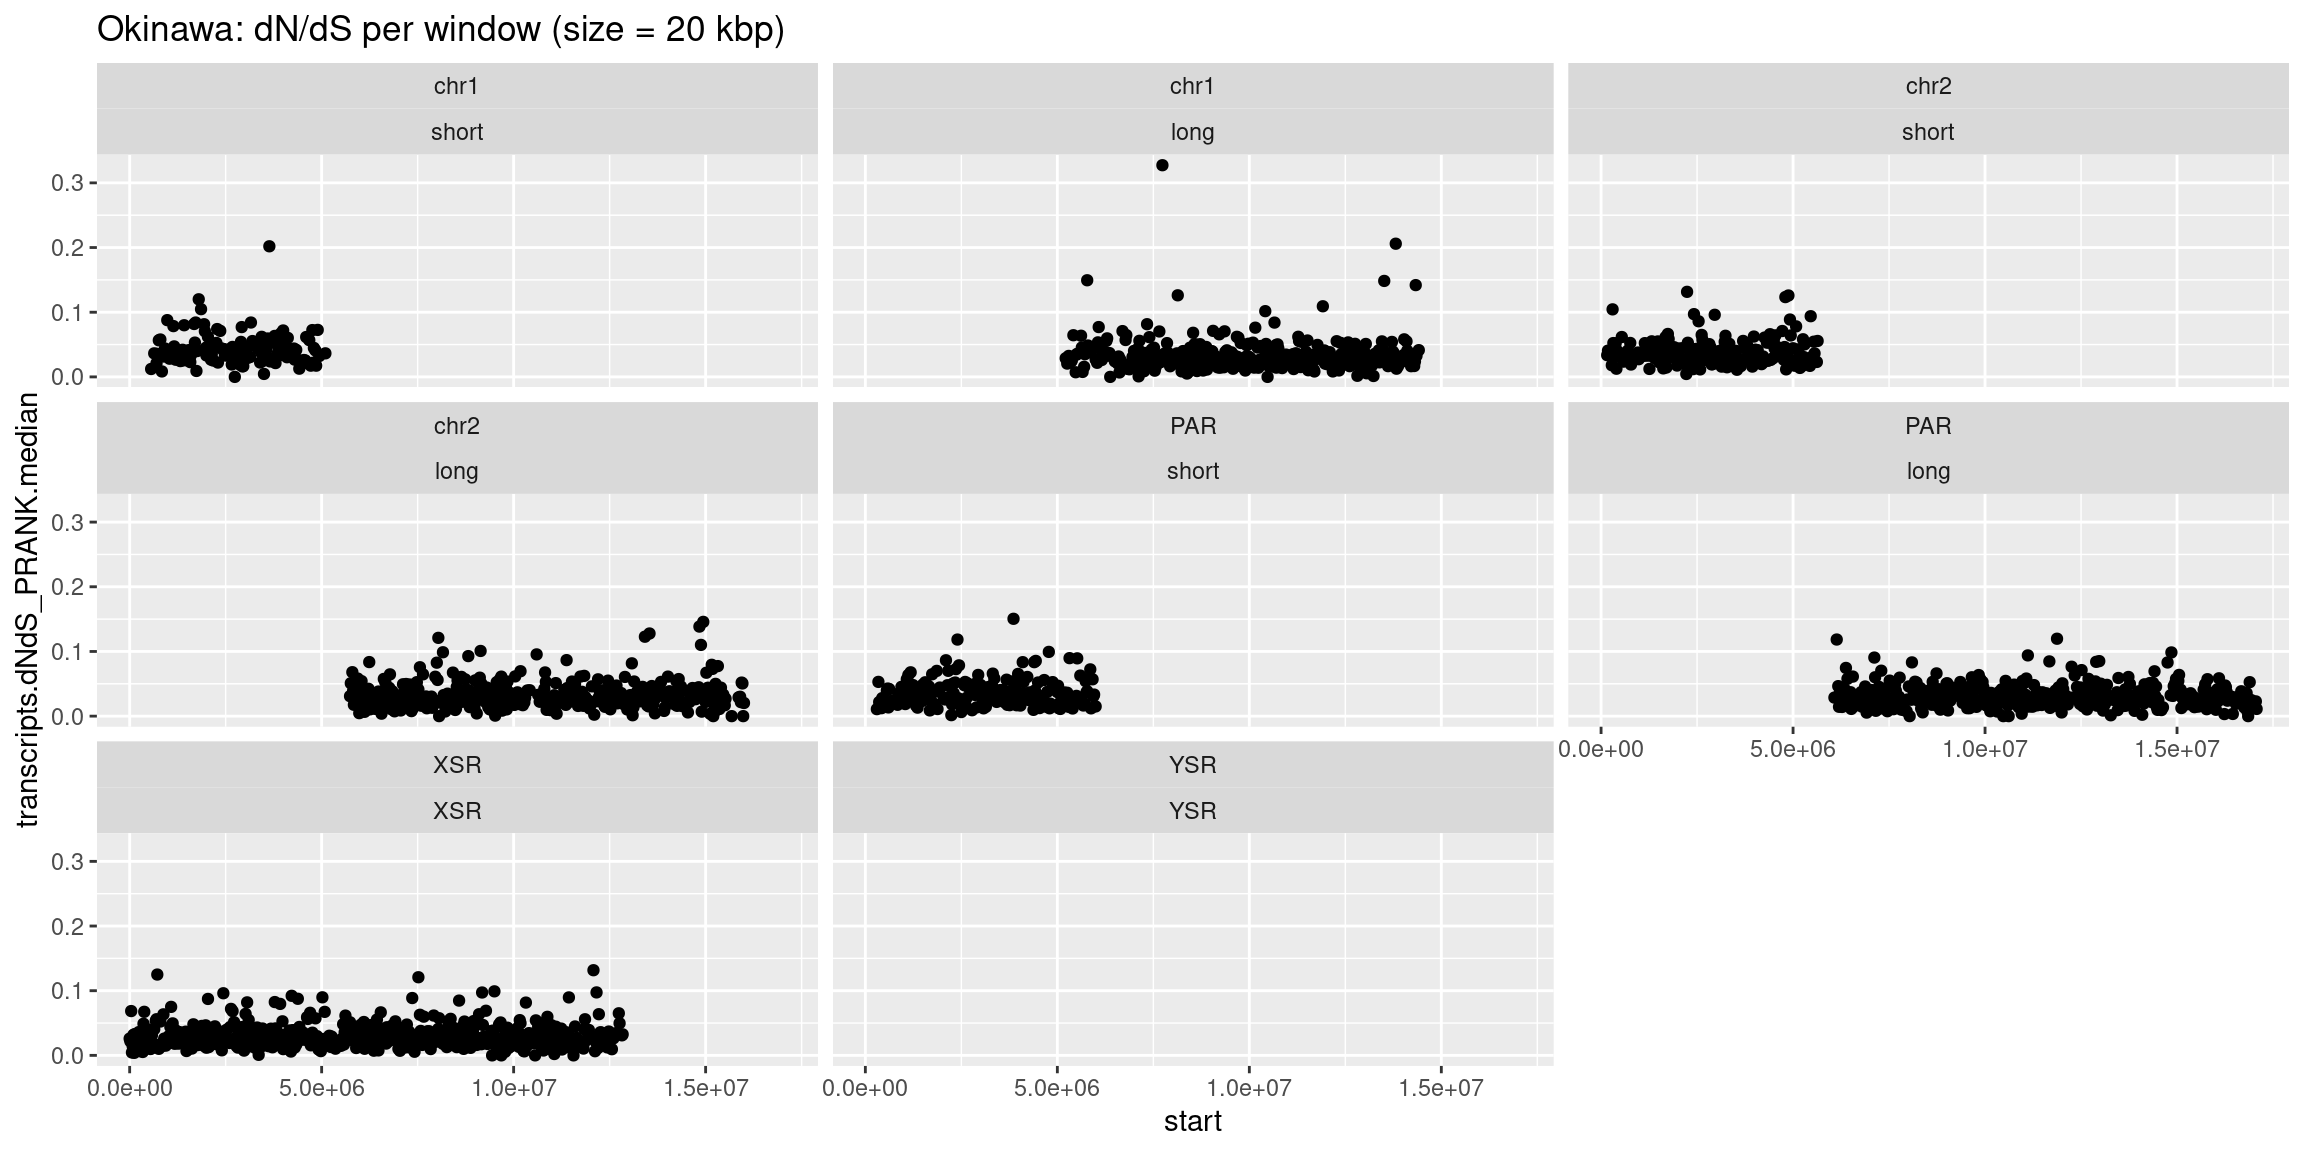 Okinawa: dN/dS per window (size = 20 kbp)
chr1
short
chr1
long
chr2
short
0.3
0.2
0.1
0.0
chr2
long
PAR
short
PAR
long
0.3
0.2
0.1
0.0
0.0e+00 5.0e+06 1.0e+07 1.5e+07
XSR
XSR
YSR
YSR
0.3
0.2
0.1
0.0
0.0e+00 5.0e+06 1.0e+07 1.5e+07
0.0e+00 5.0e+06 1.0e+07 1.5e+07
start
transcripts.dNdS_PRANK.median